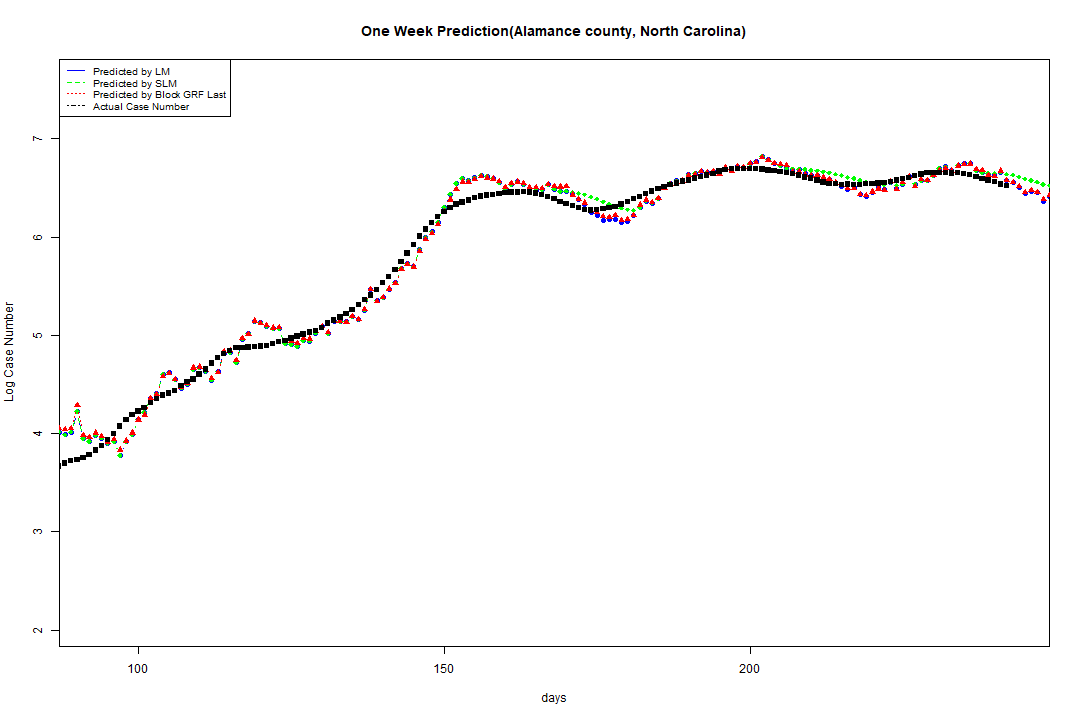 One Week Prediction(Alamance county, North Carolina)
Predicted by LM
Predicted by SLM
Predicted by Block GRF Last
Actual Case Number
7
6
5
4
3
2
Log Case Number
100 150 200
days